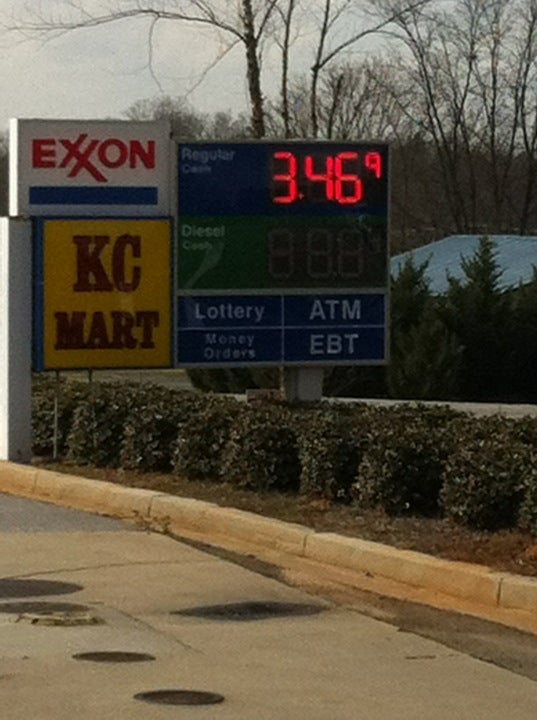 EXXON
KC
MART
Regular
Cash
3.46 9
Diesel
Cash
Lottery
ATM
Money
Orders
EBT